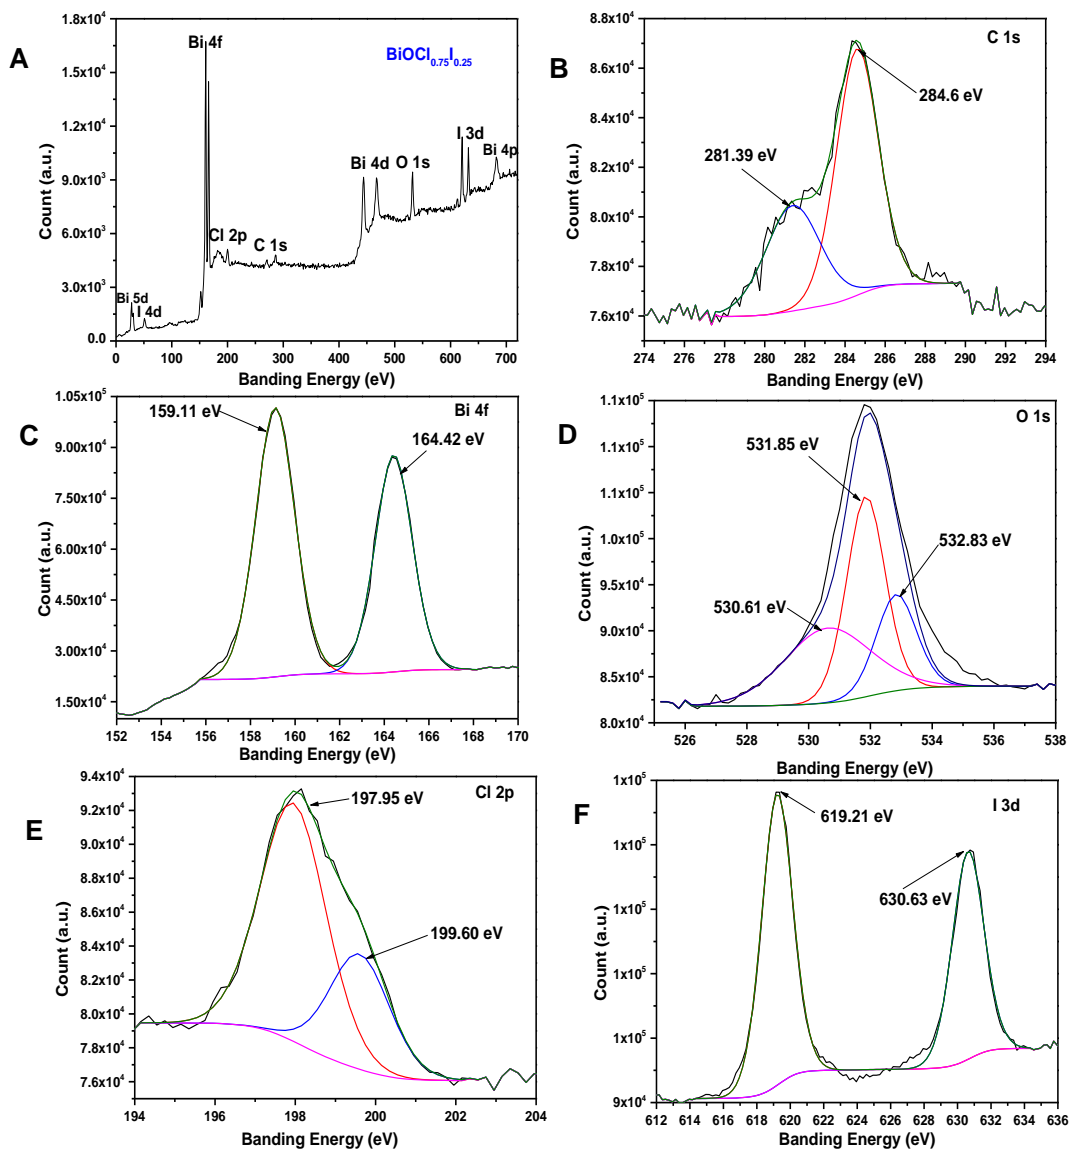 A
BiOCl0.75I0.25
Bi 4f
I 3d
Bi 4p
Bi 4d
O 1s
Cl 2p
C 1s
Bi 5d
I 4d
1.8x10^4
1.5x10^4
1.2x10^4
9.0x10^3
6.0x10^3
3.0x10^3
0.0
Count (a.u.)
0 100 200 300 400 500 600 700
Banding Energy (eV)
B
C 1s
284.6 eV
281.39 eV
8.8x10^4
8.6x10^4
8.4x10^4
8.2x10^4
8.0x10^4
7.8x10^4
7.6x10^4
Count (a.u.)
274 276 278 280 282 284 286 288 290 292 294
Banding Energy (eV)
C
Bi 4f
159.11 eV
164.42 eV
1.05x10^5
9.00x10^4
7.50x10^4
6.00x10^4
4.50x10^4
3.00x10^4
1.50x10^4
Count (a.u.)
152 154 156 158 160 162 164 166 168 170
Banding Energy (eV)
D
O 1s
531.85 eV
532.83 eV
530.61 eV
1.1x10^5
1.1x10^5
1.0x10^5
1.0x10^5
9.5x10^4
9.0x10^4
8.5x10^4
8.0x10^4
Count (a.u.)
526 528 530 532 534 536 538
Banding Energy (eV)
E
Cl 2p
197.95 eV
199.60 eV
9.4x10^4
9.2x10^4
9.0x10^4
8.8x10^4
8.6x10^4
8.4x10^4
8.2x10^4
8.0x10^4
7.8x10^4
7.6x10^4
Count (a.u.)
194 196 198 200 202 204
Banding Energy (eV)
F
I 3d
619.21 eV
630.63 eV
1x10^5
1x10^5
1x10^5
1x10^5
1x10^5
9x10^4
Count (a.u.)
612 614 616 618 620 622 624 626 628 630 632 634 636
Banding Energy (eV)